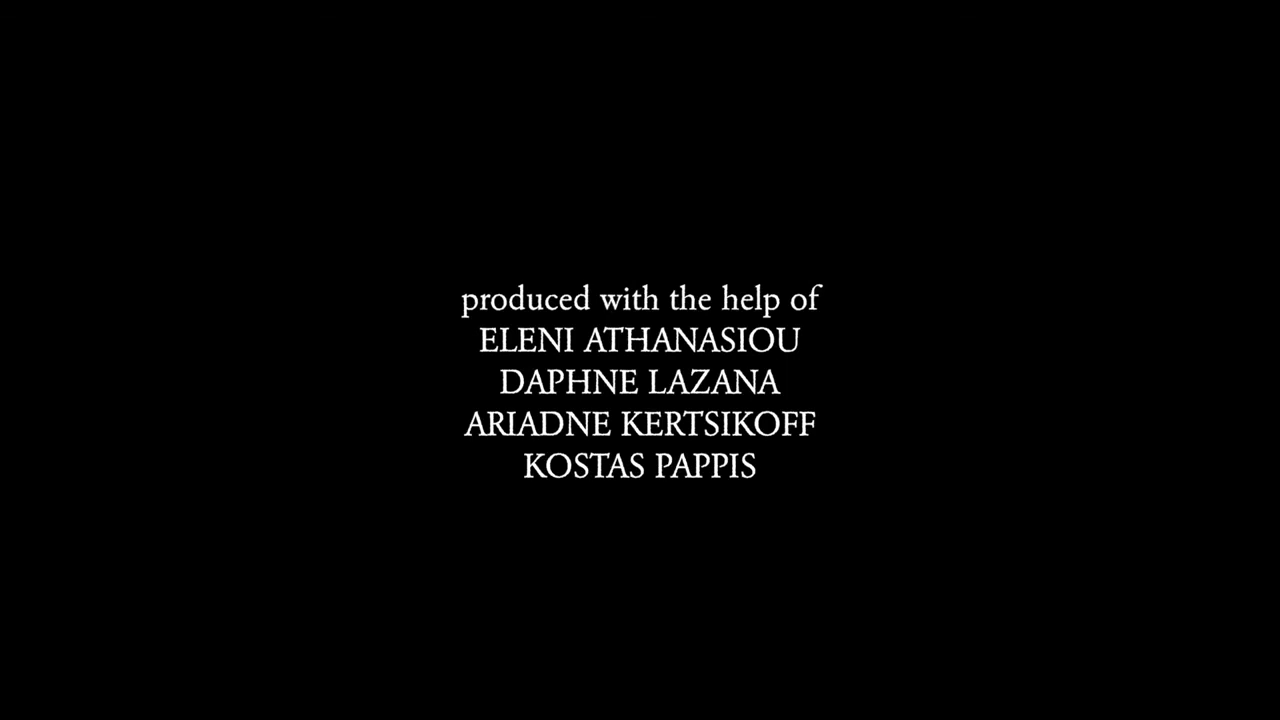 produced with the help of
ELENI ATHANASIOU
DAPHNE LAZANA
ARIADNE KERTSIKOFF
KOSTAS PAPPIS